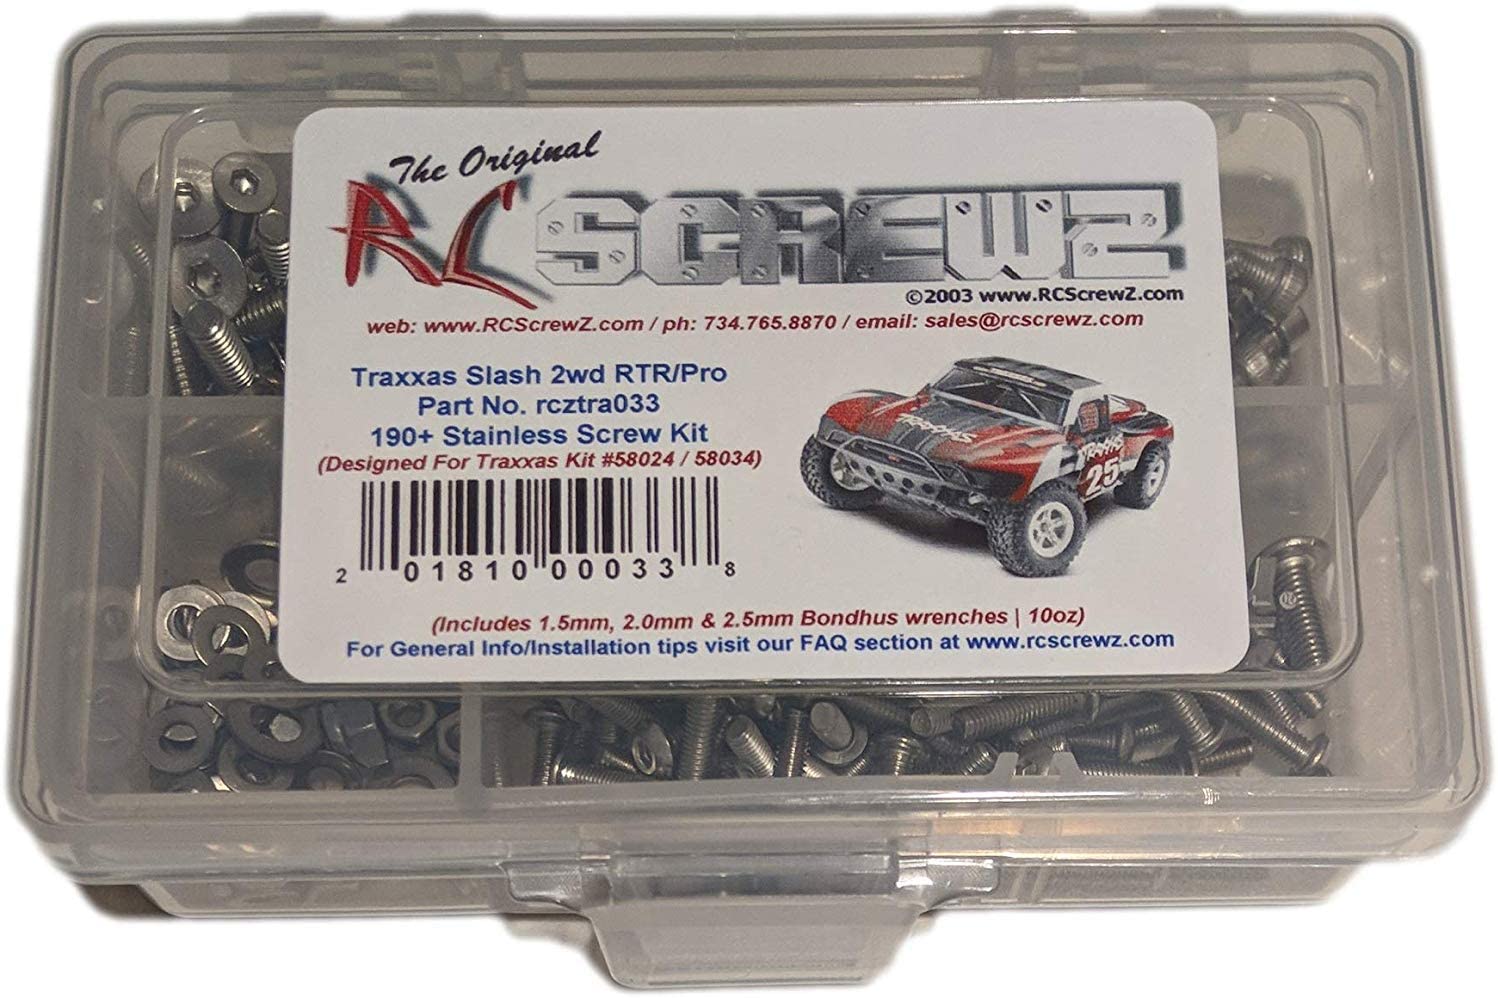 The Original
RC SCREWZ
©2003 www.RCScrewZ.com
web: www.RCScrewZ.com / ph: 734.765.8870 / email: sales@rcscrewz.com
Traxxas Slash 2wd RTR/Pro
Part No. rcztra033
190+ Stainless Screw Kit
(Designed For Traxxas Kit #58024 / 58034)
TRAXXAS
TRAXXAS
25
2 01810 00033 8
(Includes 1.5mm, 2.0mm & 2.5mm Bondhus wrenches | 10oz)
For General Info/Installation tips visit our FAQ section at www.rcscrewz.com